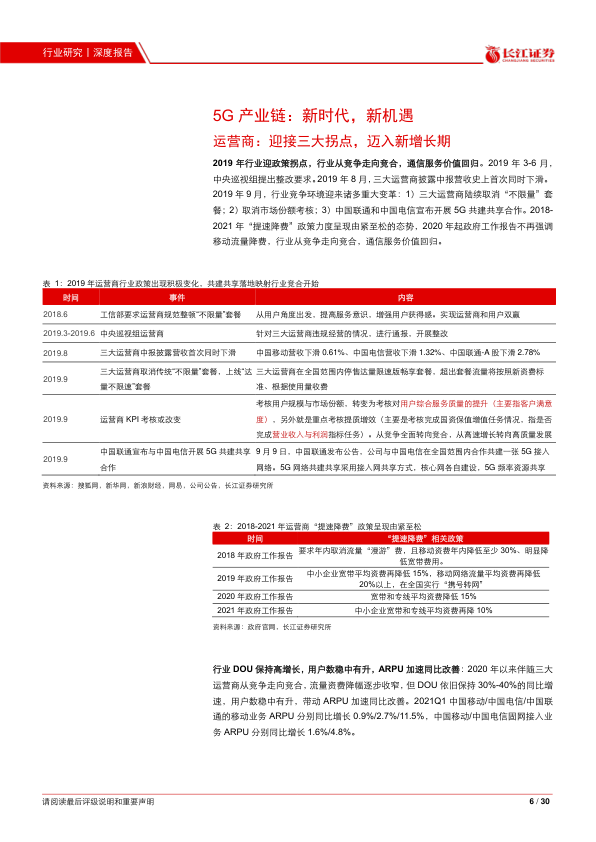 行业研究丨深度报告
长江证券
CHANGJIANG SECURITIES
5G 产业链：新时代，新机遇
运营商：迎接三大拐点，迈入新增长期
2019 年行业迎政策拐点，行业从竞争走向竞合，通信服务价值回归。2019 年 3-6 月，
中央巡视组提出整改要求。2019 年 8 月，三大运营商披露中报营收史上首次同时下滑。
2019 年 9 月，行业竞争环境迎来诸多重大变革：1）三大运营商陆续取消“不限量”套
餐；2）取消市场份额考核；3）中国联通和中国电信宣布开展 5G 共建共享合作。2018-
2021 年“提速降费”政策力度呈现由紧至松的态势，2020 年起政府工作报告不再强调
移动流量降费，行业从竞争走向竞合，通信服务价值回归。
表 1：2019 年运营商行业政策出现积极变化，共建共享落地映射行业竞合开始
时间 事件 内容
2018.6 工信部要求运营商规范整顿“不限量”套餐 从用户角度出发，提高服务意识，增强用户获得感。实现运营商和用户双赢
2019.3-2019.6 中央巡视组运营商 针对三大运营商违规经营的情况，进行通报，开展整改
2019.8 三大运营商中报披露营收首次同时下滑 中国移动营收下滑 0.61%、中国电信营收下滑 1.32%、中国联通-A 股下滑 2.78%
2019.9 三大运营商取消传统“不限量”套餐，上线“达 三大运营商在全国范围内停售达量限速版畅享套餐，超出套餐流量将按照新资费标
量不限速”套餐 准、根据使用量收费
考核用户规模与市场份额，转变为考核对用户综合服务质量的提升（主要指客户满意
2019.9 运营商 KPI 考核或改变 度），另外就是重点考核提质增效（主要是考核完成国资保值增值任务情况，指是否
完成营业收入与利润指标任务）。从竞争全面转向竞合，从高速增长转向高质量发展
2019.9 中国联通宣布与中国电信开展 5G 共建共享 9 月 9 日，中国联通发布公告，公司与中国电信在全国范围内合作共建一张 5G 接入
合作 网络。5G 网络共建共享采用接入网共享方式，核心网各自建设，5G 频率资源共享
资料来源：搜狐网，新华网，新浪财经，网易，公司公告，长江证券研究所
表 2：2018-2021 年运营商“提速降费”政策呈现由紧至松
时间 “提速降费”相关政策
2018 年政府工作报告 要求年内取消流量“漫游”费，且移动资费年内降低至少 30%、明显降
低宽带费用。
2019 年政府工作报告 中小企业宽带平均资费再降低 15%，移动网络流量平均资费再降低
20%以上，在全国实行“携号转网”
2020 年政府工作报告 宽带和专线平均资费降低 15%
2021 年政府工作报告 中小企业宽带和专线平均资费再降 10%
资料来源：政府官网，长江证券研究所
行业 DOU 保持高增长，用户数稳中有升，ARPU 加速同比改善：2020 年以来伴随三大
运营商从竞争走向竞合，流量资费降幅逐步收窄，但 DOU 依旧保持 30%-40%的同比增
速，用户数稳中有升，带动 ARPU 加速同比改善。2021Q1 中国移动/中国电信/中国联
通的移动业务 ARPU 分别同比增长 0.9%/2.7%/11.5%，中国移动/中国电信固网接入业
务 ARPU 分别同比增长 1.6%/4.8%。
请阅读最后评级说明和重要声明
6 / 30